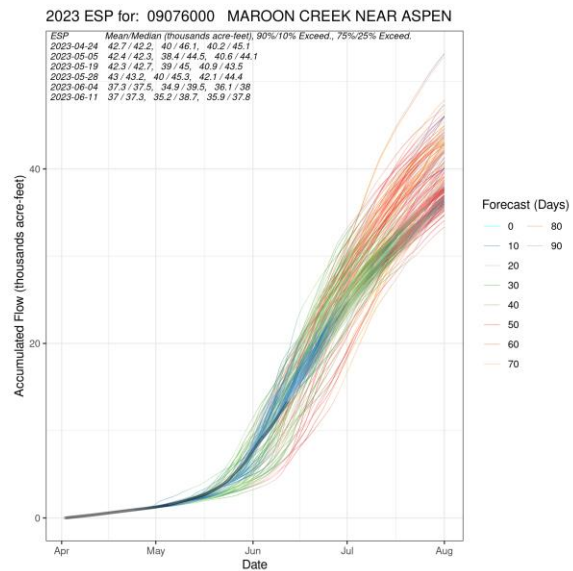 2023 ESP for: 09076000 MAROON CREEK NEAR ASPEN
ESP Mean/Median (thousands acre-feet), 90%/10% Exceed., 75%/25% Exceed.
2023-04-24 42.7 / 42.2, 40 / 46.1, 40.2 / 45.1
2023-05-05 42.4 / 42.3, 38.4 / 44.5, 40.6 / 44.1
2023-05-19 42.3 / 42.7, 39 / 45, 40.9 / 43.5
2023-05-28 43 / 43.2, 40 / 45.3, 42.1 / 44.4
2023-06-04 37.3 / 37.5, 34.9 / 39.5, 36.1 / 38
2023-06-11 37 / 37.3, 35.2 / 38.7, 35.9 / 37.8
Accumulated Flow (thousands acre-feet)
40
20
0
Apr May Jun Jul Aug
Date
Forecast (Days)
0 80
10 90
20
30
40
50
60
70